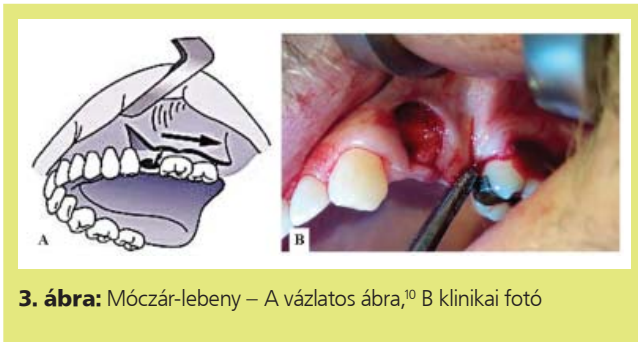 A
B
3. ábra: Móczár-lebeny – A vázlatos ábra,¹⁰ B klinikai fotó